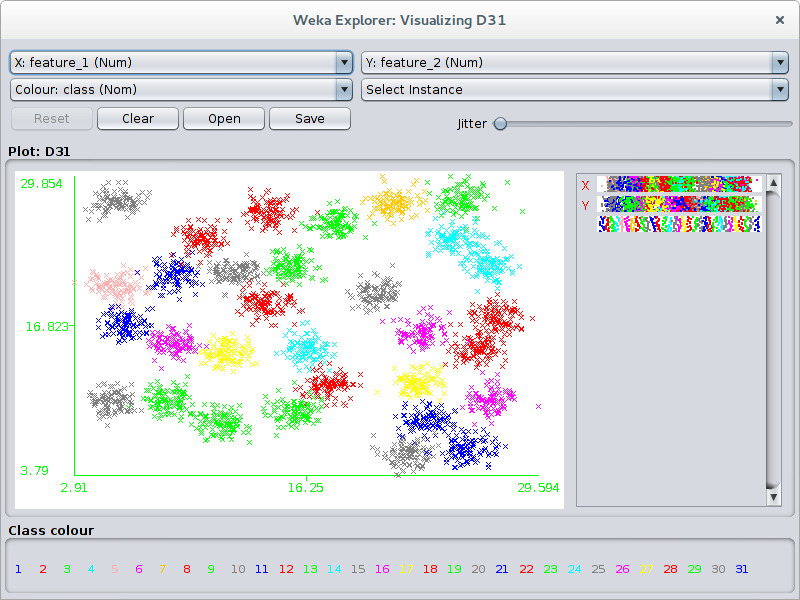 Weka Explorer: Visualizing D31
X: feature_1 (Num) Y: feature_2 (Num)
Colour: class (Nom) Select Instance
Reset Clear Open Save Jitter
Plot: D31
29.854
16.823
3.79
2.91 16.25 29.594
X
Y
Class colour
1 2 3 4 5 6 7 8 9 10 11 12 13 14 15 16 17 18 19 20 21 22 23 24 25 26 27 28 29 30 31